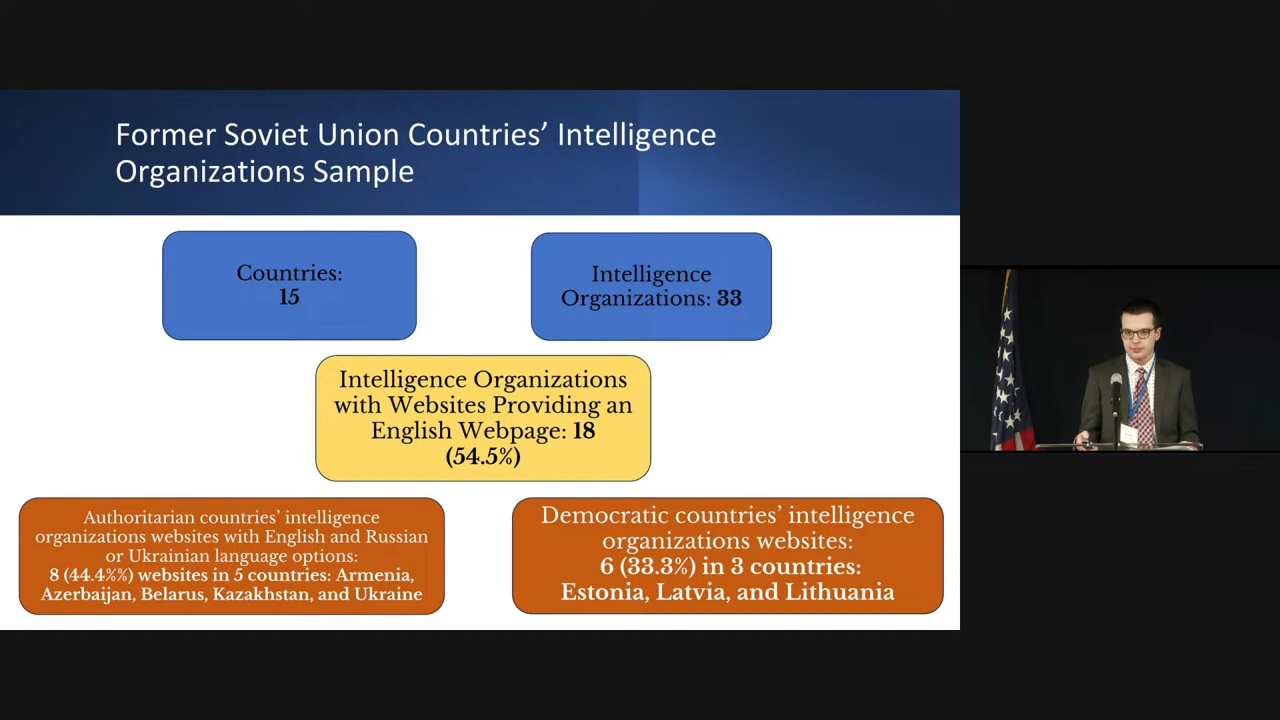 Former Soviet Union Countries’ Intelligence
Organizations Sample
Countries:
15
Intelligence
Organizations: 33
Intelligence Organizations
with Websites Providing an
English Webpage: 18
(54.5%)
Authoritarian countries’ intelligence
organizations websites with English and Russian
or Ukrainian language options:
8 (44.4%%) websites in 5 countries: Armenia,
Azerbaijan, Belarus, Kazakhstan, and Ukraine
Democratic countries’ intelligence
organizations websites:
6 (33.3%) in 3 countries:
Estonia, Latvia, and Lithuania